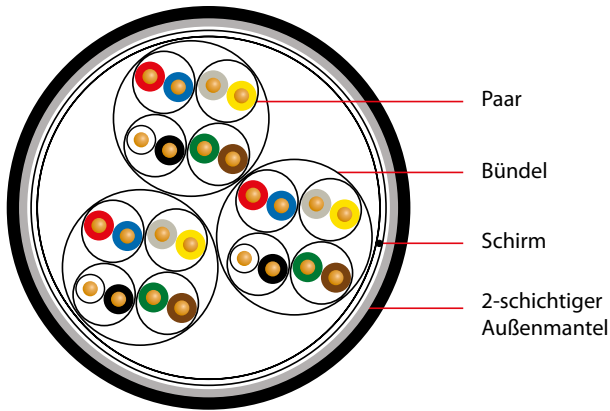 Paar
Bündel
Schirm
2-schichtiger
Außenmantel